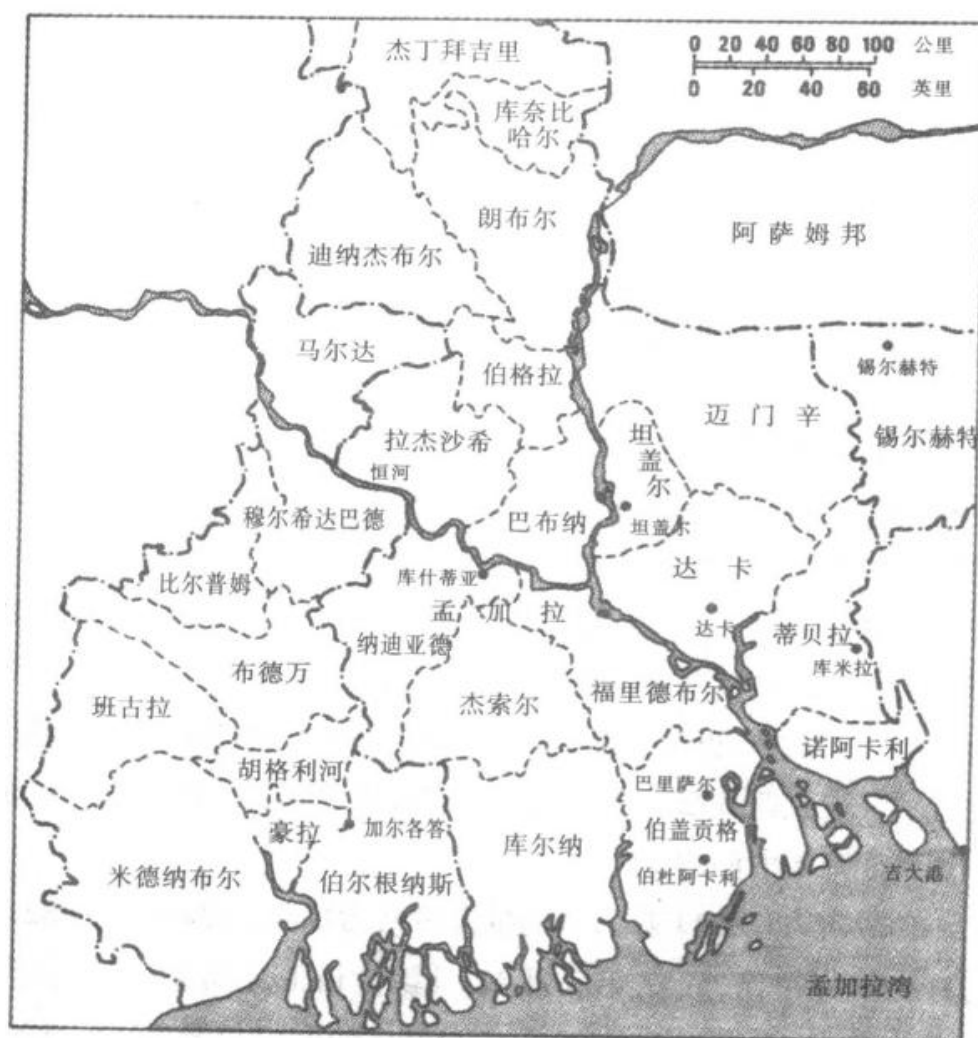 0 20 40 60 80 100 公里
0 20 40 60 英里
杰丁拜吉里
库奈比
哈尔
朗布尔
迪纳杰布尔
阿萨姆邦
马尔达
伯格拉
迈门辛
锡尔赫特
锡尔赫特
坦盖尔
坦盖尔
拉杰沙希
恒河
巴布纳
穆尔希达巴德
达卡
达卡
比尔普姆
库什蒂亚
孟加拉
纳迪亚德
蒂贝拉
库米拉
布德万
班古拉
杰索尔
福里德布尔
诺阿卡利
胡格利河
豪拉
加尔各答
巴里萨尔
库尔纳
伯盖贡格
米德纳布尔
伯尔根纳斯
伯杜阿卡利
吉大港
孟加拉湾